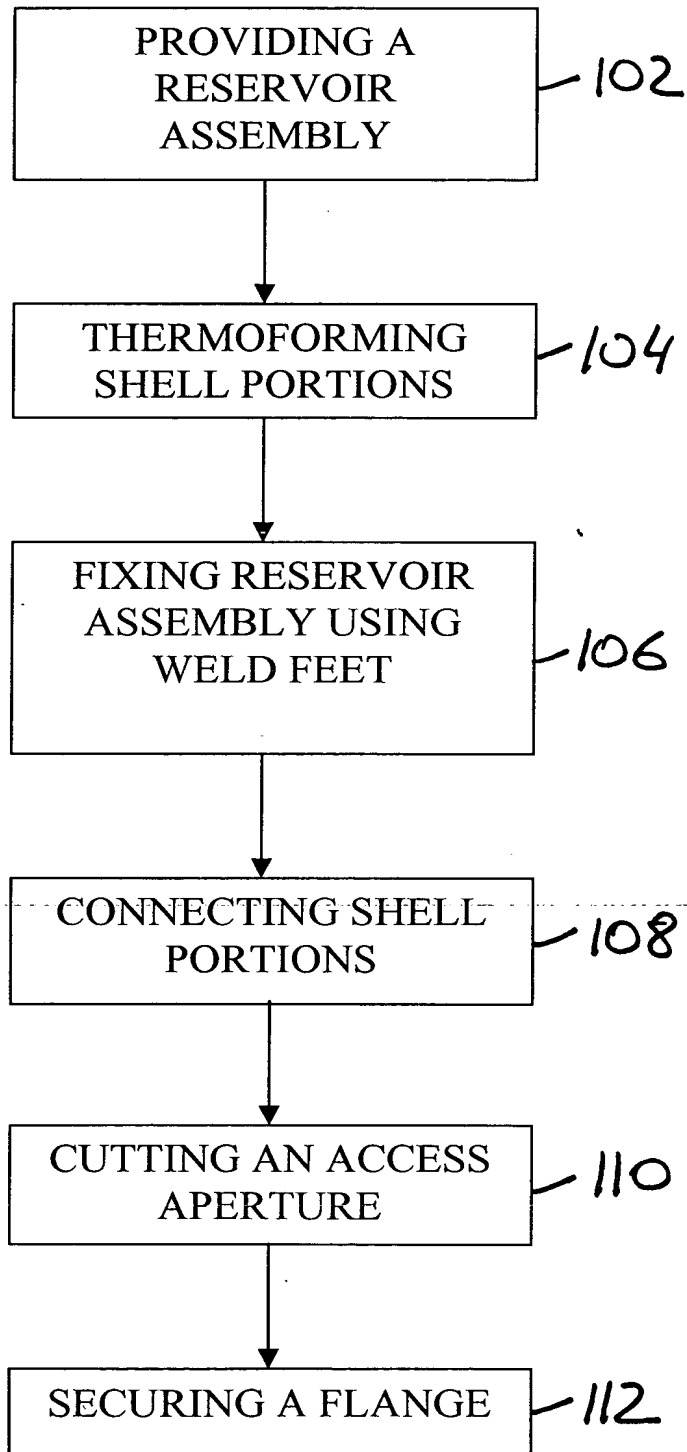 PROVIDING A
RESERVOIR
ASSEMBLY
102
THERMOFORMING
SHELL PORTIONS
104
FIXING RESERVOIR
ASSEMBLY USING
WELD FEET
106
CONNECTING SHELL
PORTIONS
108
CUTTING AN ACCESS
APERTURE
110
SECURING A FLANGE
112